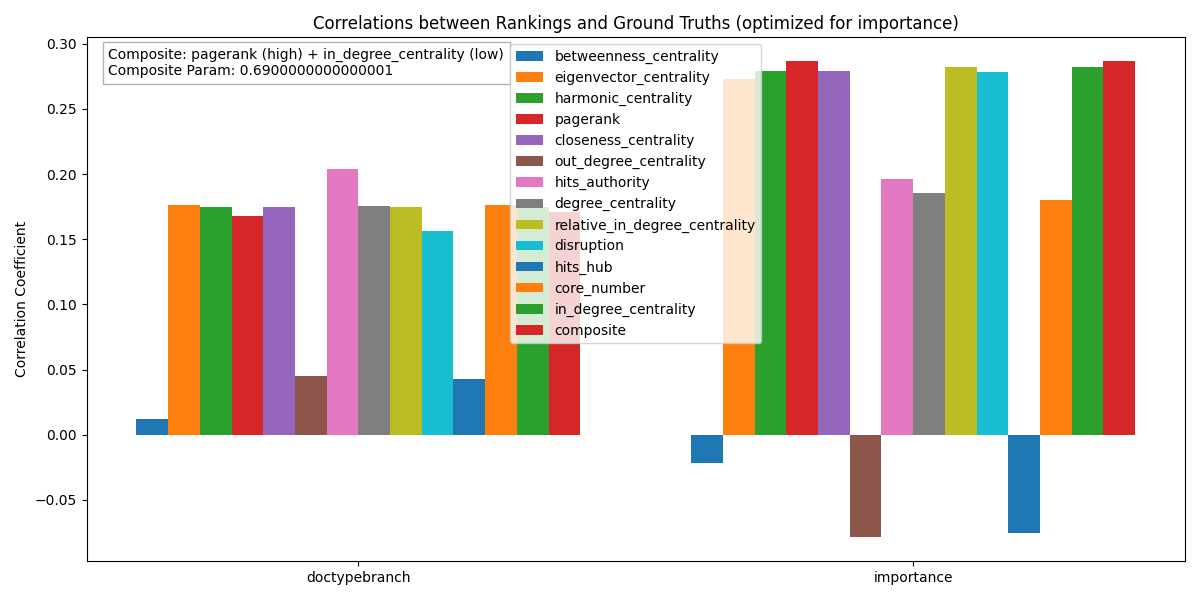 Correlations between Rankings and Ground Truths (optimized for importance)
Composite: pagerank (high) + in_degree_centrality (low)
Composite Param: 0.6900000000000001
betweenness_centrality
eigenvector_centrality
harmonic_centrality
pagerank
closeness_centrality
out_degree_centrality
hits_authority
degree_centrality
relative_in_degree_centrality
disruption
hits_hub
core_number
in_degree_centrality
composite
Correlation Coefficient
0.30
0.25
0.20
0.15
0.10
0.05
0.00
−0.05
doctypebranch
importance